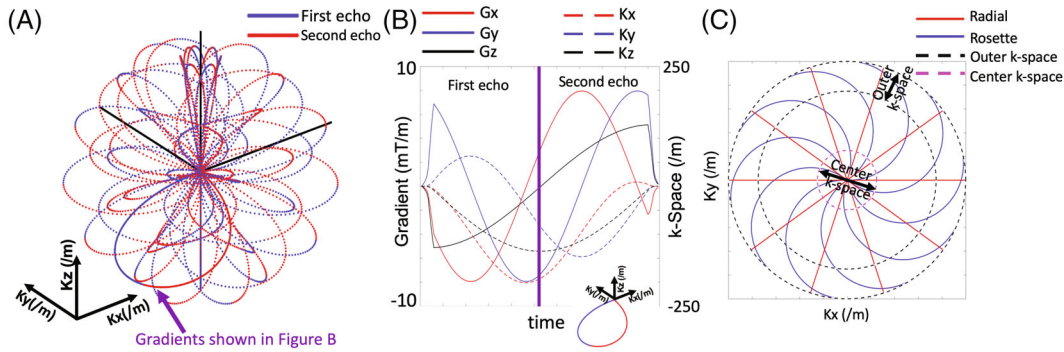 (A)
First echo
Second echo
Kz (/m)
Ky(/m)
Kx(/m)
Gradients shown in Figure B
(B)
Gx
Gy
Gz
Kx
Ky
Kz
10
250
First echo
Second echo
Gradient (mT/m)
k-Space (/m)
-10
-250
time
Kz (/m)
Ky(/m)
Kx(/m)
(C)
Radial
Rosette
Outer k-space
Center k-space
Outer
k-space
Center
k-space
Ky (/m)
Kx (/m)